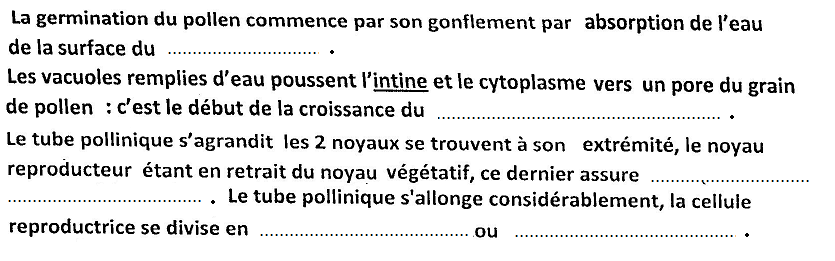 La germination du pollen commence par son gonflement par absorption de l'eau
de la surface du ................................ .
Les vacuoles remplies d'eau poussent l'intine et le cytoplasme vers un pore du grain
de pollen : c'est le début de la croissance du ............................................................ .
Le tube pollinique s'agrandit les 2 noyaux se trouvent à son extrémité, le noyau
reproducteur étant en retrait du noyau végétatif, ce dernier assure ..................................
.......................................... . Le tube pollinique s'allonge considérablement, la cellule
reproductrice se divise en ............................................ ou .............................................. .